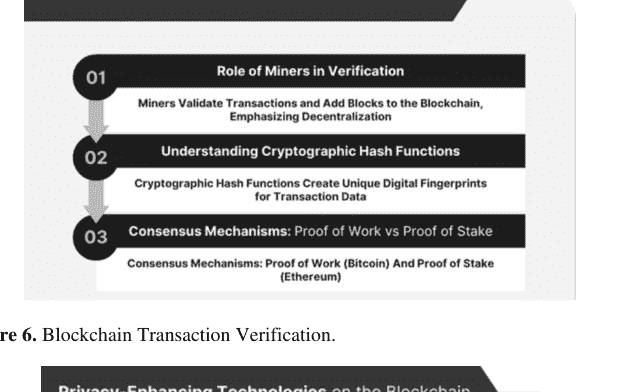 01
Role of Miners in Verification
Miners Validate Transactions and Add Blocks to the Blockchain,
Emphasizing Decentralization
02
Understanding Cryptographic Hash Functions
Cryptographic Hash Functions Create Unique Digital Fingerprints
for Transaction Data
03
Consensus Mechanisms: Proof of Work vs Proof of Stake
Consensus Mechanisms: Proof of Work (Bitcoin) And Proof of Stake
(Ethereum)
re 6. Blockchain Transaction Verification.
Privacy-Enhancing Technologies on the Blockchain